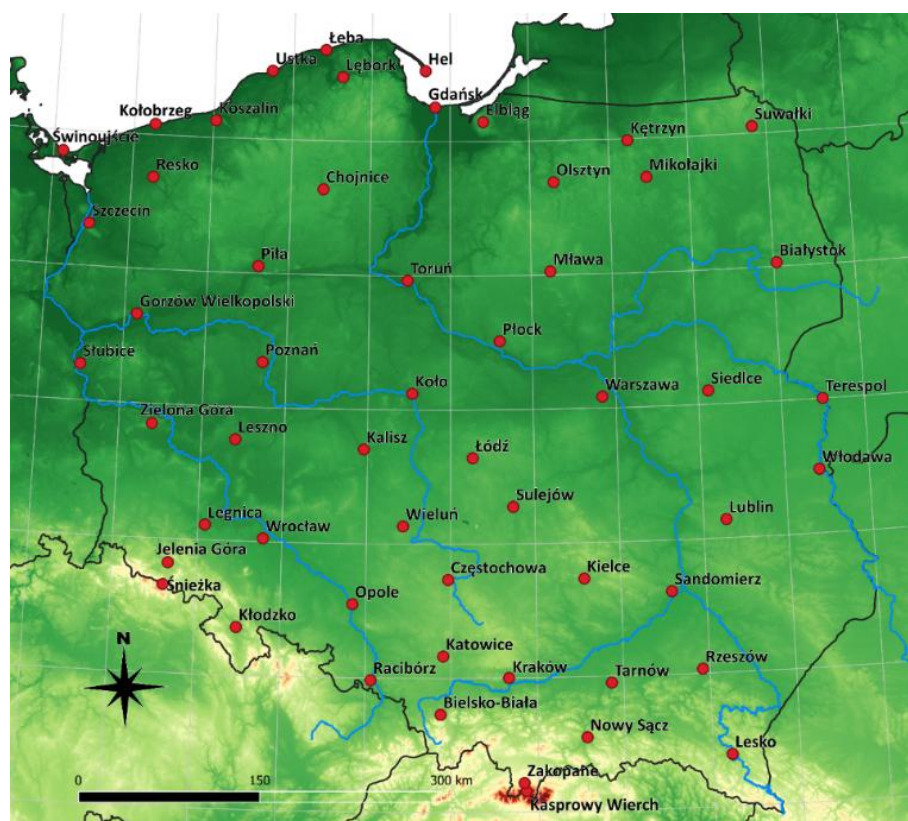 Łeba
Ustka
Lębork
Hel
Gdańsk
Kołobrzeg
Koszalin
Elbląg
Suwałki
Świnoujście
Kętrzyn
Resko
Chojnice
Olsztyn
Mikołajki
Szczecin
Piła
Toruń
Mława
Białystok
Gorzów Wielkopolski
Płock
Słubice
Poznań
Koło
Warszawa
Siedlce
Terespol
Zielona Góra
Leszno
Kalisz
Łódź
Włodawa
Sulejów
Legnica
Wrocław
Wieluń
Lublin
Jelenia Góra
Śnieżka
Częstochowa
Kielce
Sandomierz
Opole
Kłodzko
N
Katowice
Racibórz
Kraków
Tarnów
Rzeszów
Bielsko-Biała
Nowy Sącz
Lesko
0 150 300 km
Zakopane
Kasprowy Wierch